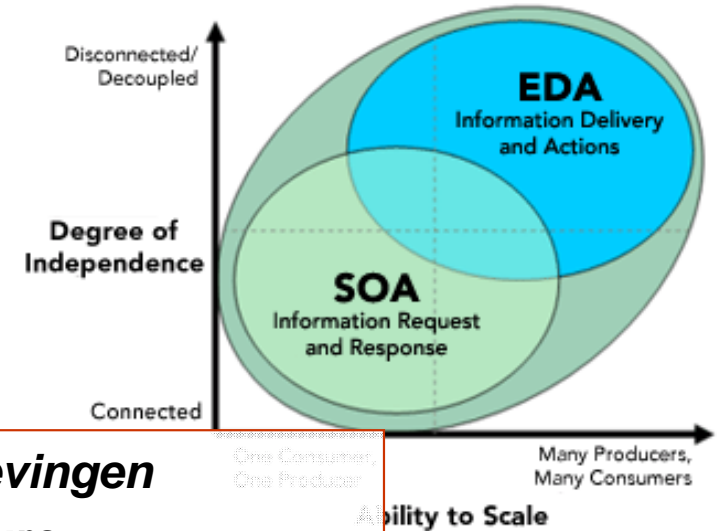 Disconnected/
Decoupled
EDA
Information Delivery
and Actions
Degree of
Independence
SOA
Information Request
and Response
Connected
evingen
One Consumer,
One Producer
Many Producers,
Many Consumers
bility to Scale